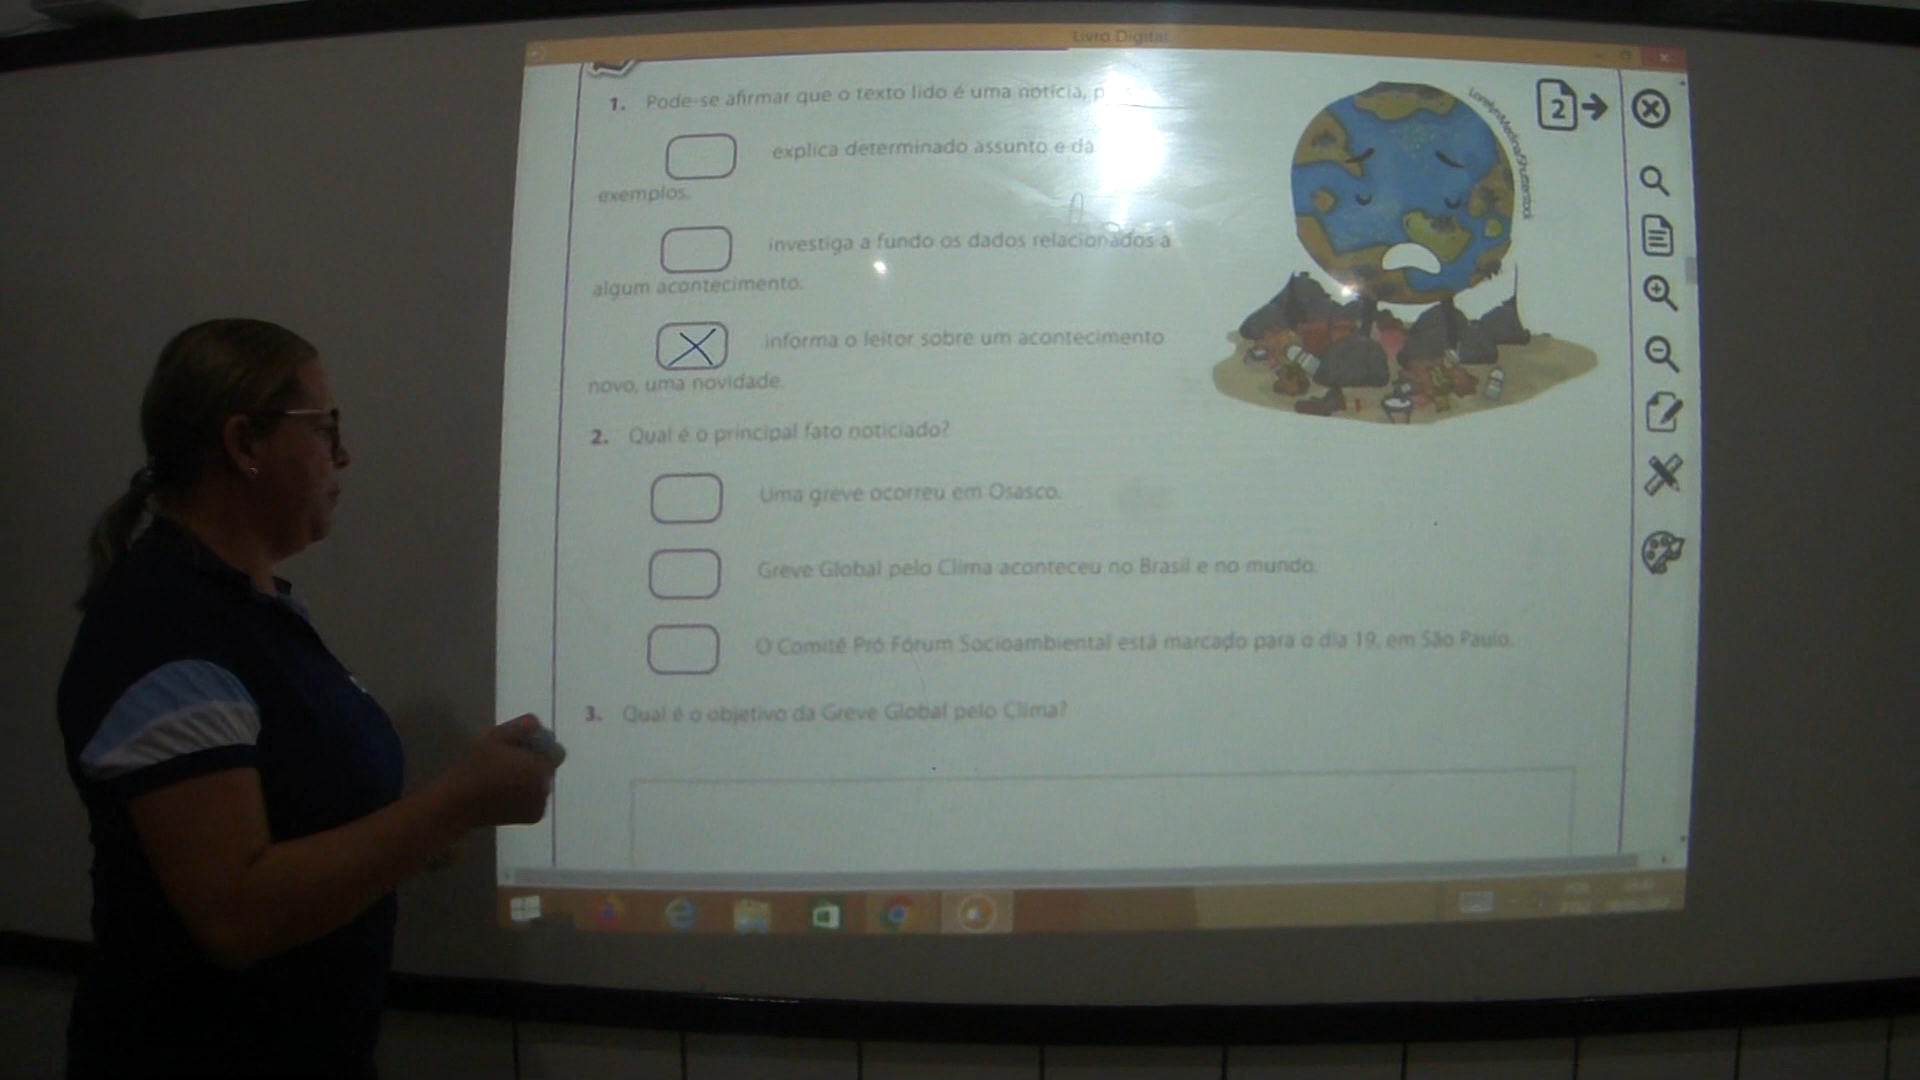 Livro Digital
1. Pode-se afirmar que o texto lido é uma notícia, p
explica determinado assunto e dá
exemplos.
investiga a fundo os dados relacionados a
algum acontecimento.
X informa o leitor sobre um acontecimento
novo, uma novidade.
2. Qual é o principal fato noticiado?
Uma greve ocorreu em Osasco.
Greve Global pelo Clima aconteceu no Brasil e no mundo.
O Comitê Pró Fórum Socioambiental está marcado para o dia 19, em São Paulo.
3. Qual é o objetivo da Greve Global pelo Clima?
LorelynMedina/Shutterstock
2